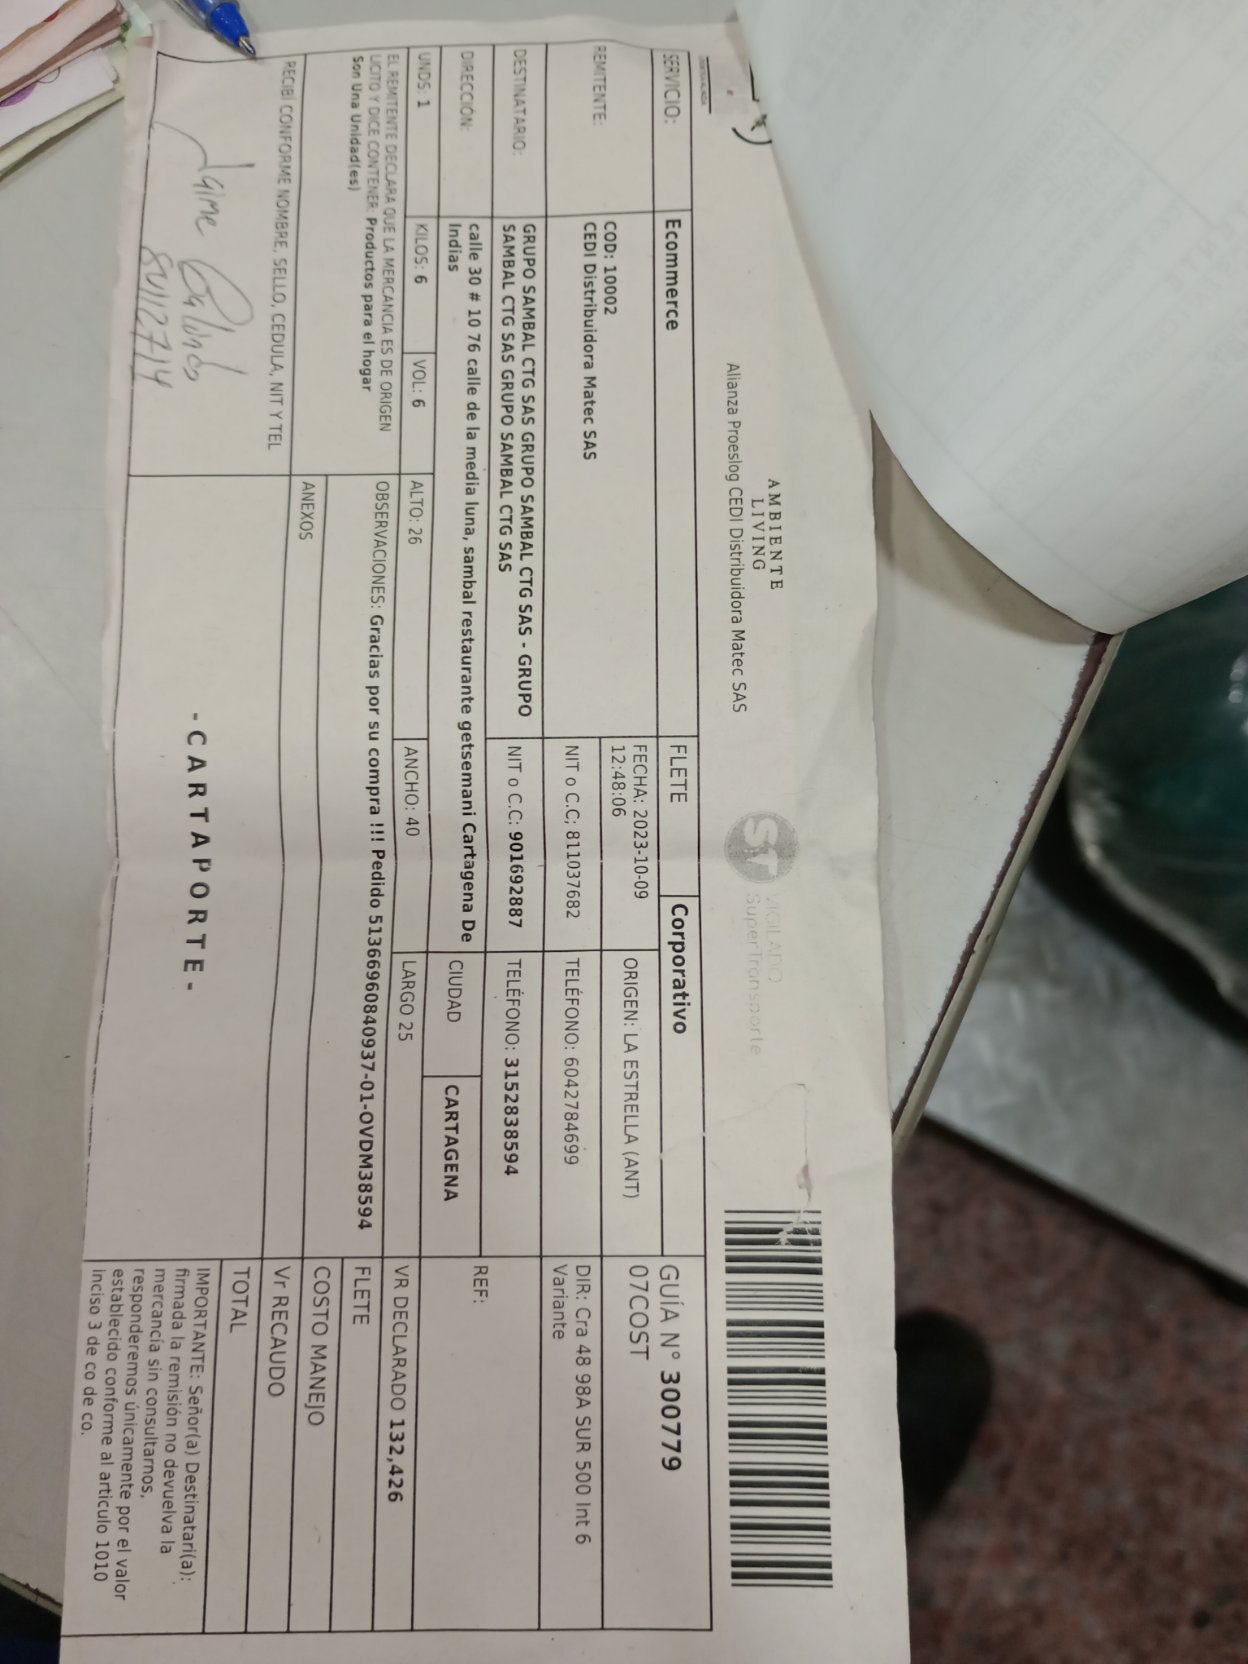 AMBIENTE
LIVING
Alianza Proeslog CEDI Distribuidora Matec SAS
VIGILADO
SuperTransporte
SERVICIO:
Ecommerce
FLETE
Corporativo
GUÍA N° 300779
07COST
REMITENTE:
COD: 10002
CEDI Distribuidora Matec SAS
FECHA: 2023-10-09
12:48:06
ORIGEN: LA ESTRELLA (ANT)
NIT o C.C; 811037682
TELÉFONO: 6042784699
DIR: Cra 48 98A SUR 500 Int 6
Variante
DESTINATARIO:
GRUPO SAMBAL CTG SAS GRUPO SAMBAL CTG SAS - GRUPO
SAMBAL CTG SAS GRUPO SAMBAL CTG SAS
NIT o C.C: 901692887
TELÉFONO: 3152838594
REF:
DIRECCIÓN:
calle 30 # 10 76 calle de la media luna, sambal restaurante getsemani Cartagena De
Indias
CIUDAD
CARTAGENA
UNDS: 1
KILOS: 6
VOL: 6
ALTO: 26
ANCHO: 40
LARGO 25
VR DECLARADO 132,426
EL REMITENTE DECLARA QUE LA MERCANCIA ES DE ORIGEN
LICITO Y DICE CONTENER: Productos para el hogar
Son Una Unidad(es)
OBSERVACIONES: Gracias por su compra !!! Pedido 5136696084093​7-01-OVDM38594
FLETE
ANEXOS
COSTO MANEJO
Vr RECAUDO
TOTAL
RECIBÍ CONFORME NOMBRE, SELLO, CEDULA, NIT Y TEL
Jaime
- CARTAPORTE -
IMPORTANTE: Señor(a) Destinatari(a):
firmada la remisión no devuelva la
mercancía sin consultarnos,
responderemos únicamente por el valor
establecido conforme al articulo 1010
inciso 3 de co de co.